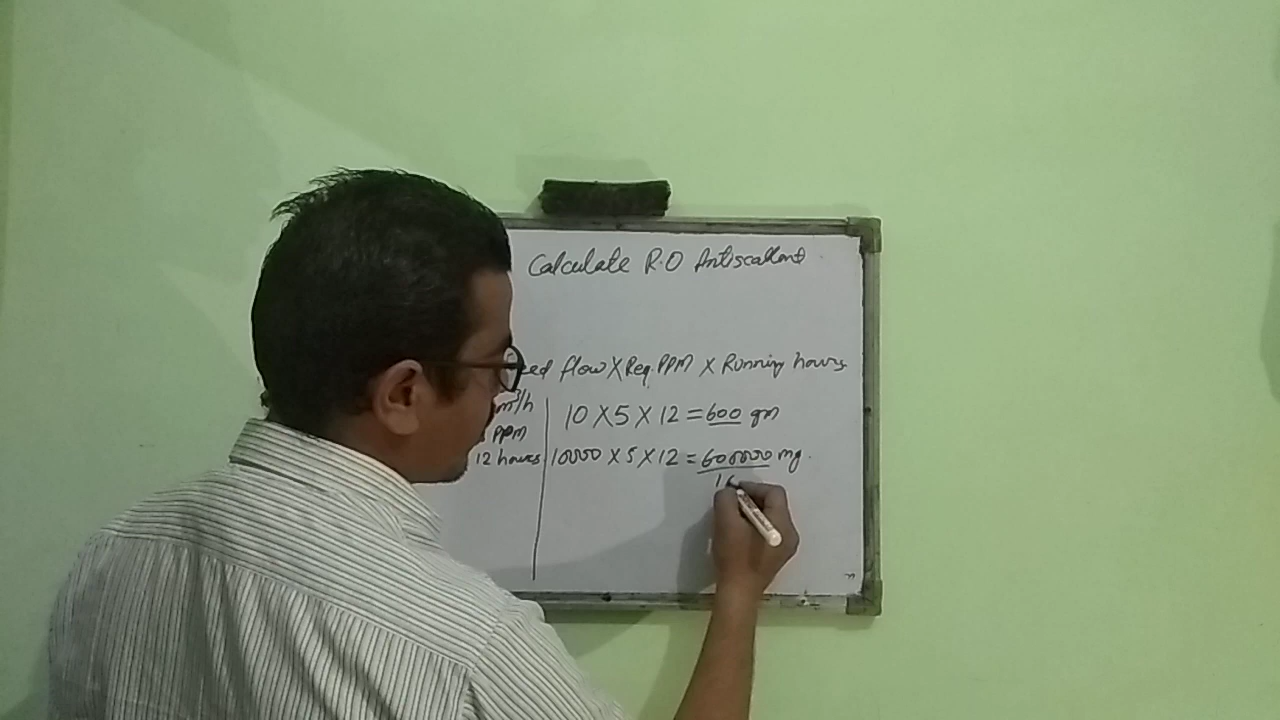 Calculate R.O Antiscallant
eed flow X Req. PPM X Running hours
m³/h
10 X 5 X 12 = 600 gm
PPM
12 hours
10000 X 5 X 12 = 600000 mg.